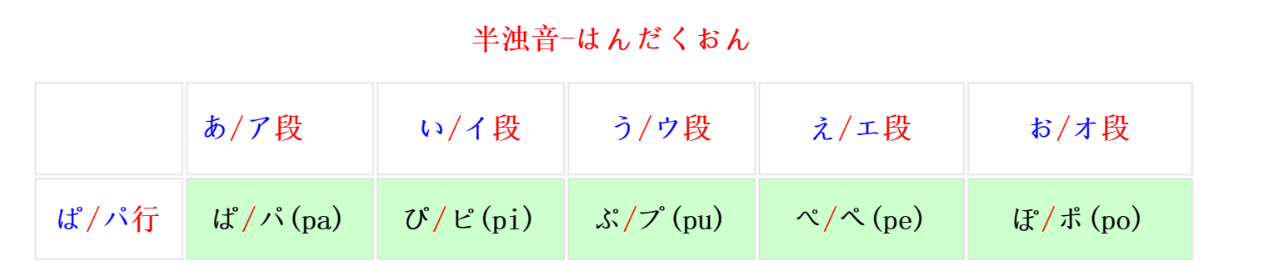 半浊音-はんだくおん
あ/ア段 い/イ段 う/ウ段 え/エ段 お/オ段
ぱ/パ行 ぱ/パ(pa) ぴ/ピ(pi) ぷ/プ(pu) ぺ/ペ(pe) ぽ/ポ(po)